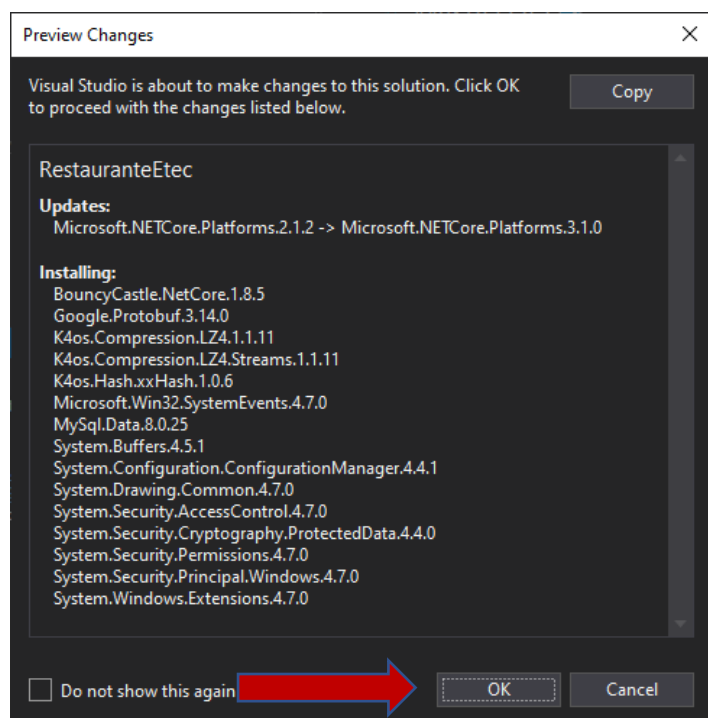 Preview Changes
Visual Studio is about to make changes to this solution. Click OK
to proceed with the changes listed below.
Copy
RestauranteEtec
Updates:
Microsoft.NETCore.Platforms.2.1.2 -> Microsoft.NETCore.Platforms.3.1.0
Installing:
BouncyCastle.NetCore.1.8.5
Google.Protobuf.3.14.0
K4os.Compression.LZ4.1.1.11
K4os.Compression.LZ4.Streams.1.1.11
K4os.Hash.xxHash.1.0.6
Microsoft.Win32.SystemEvents.4.7.0
MySql.Data.8.0.25
System.Buffers.4.5.1
System.Configuration.ConfigurationManager.4.4.1
System.Drawing.Common.4.7.0
System.Security.AccessControl.4.7.0
System.Security.Cryptography.ProtectedData.4.4.0
System.Security.Permissions.4.7.0
System.Security.Principal.Windows.4.7.0
System.Windows.Extensions.4.7.0
Do not show this again
OK
Cancel